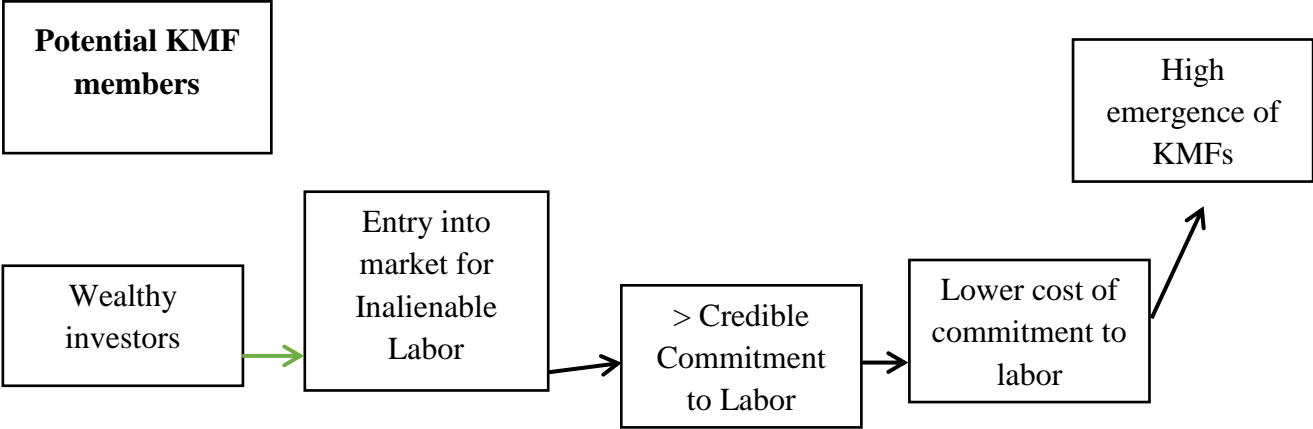 Potential KMF
members
Wealthy
investors
Entry into
market for
Inalienable
Labor
> Credible
Commitment
to Labor
Lower cost of
commitment to
labor
High
emergence of
KMFs